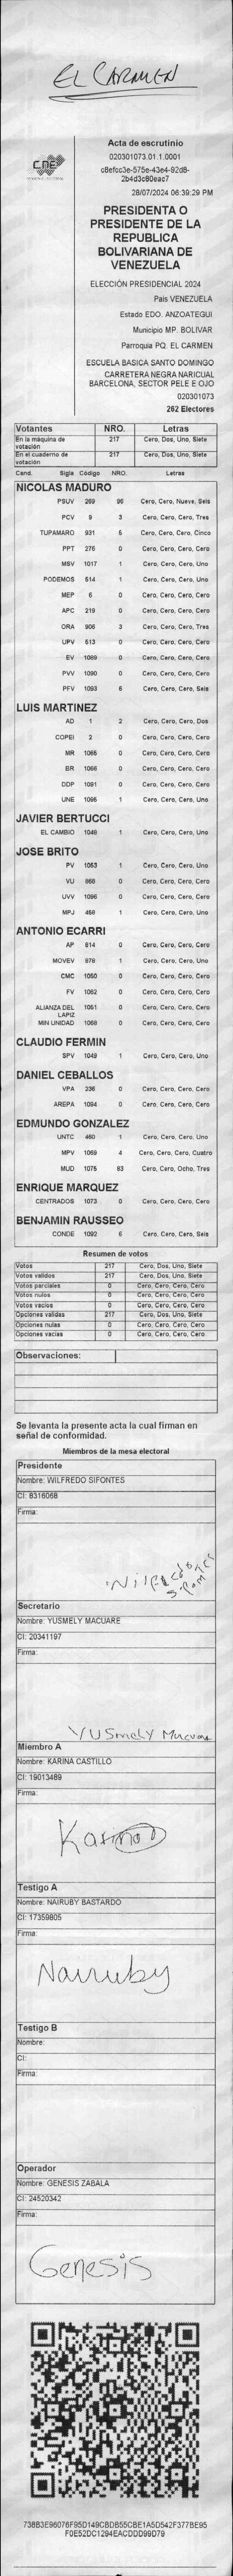 EL CARMEN
CNE
Acta de escrutinio
020301073.01.1.0001
c8efcc3e-575e-43e4-92d8-
2b4d3c80eac7
28/07/2024 06:39:29 PM
PRESIDENTA O
PRESIDENTE DE LA
REPUBLICA
BOLIVARIANA DE
VENEZUELA
ELECCIÓN PRESIDENCIAL 2024
Pais VENEZUELA
Estado EDO. ANZOATEGUI
Municipio MP. BOLIVAR
Parroquia PQ. EL CARMEN
ESCUELA BASICA SANTO DOMINGO
CARRETERA NEGRA NARICUAL
BARCELONA, SECTOR PELE E OJO
020301073
262 Electores
Votantes NRO. Letras
En la máquina de votación 217 Cero, Dos, Uno, Siete
En el cuaderno de votación 217 Cero, Dos, Uno, Siete
Cand. Sigla Código NRO. Letras
NICOLAS MADURO
PSUV 269 96 Cero, Cero, Nueve, Seis
PCV 9 3 Cero, Cero, Cero, Tres
TUPAMARO 931 5 Cero, Cero, Cero, Cinco
PPT 276 0 Cero, Cero, Cero, Cero
MSV 1017 1 Cero, Cero, Cero, Uno
PODEMOS 514 1 Cero, Cero, Cero, Uno
MEP 6 0 Cero, Cero, Cero, Cero
APC 219 0 Cero, Cero, Cero, Cero
ORA 906 3 Cero, Cero, Cero, Tres
UPV 513 0 Cero, Cero, Cero, Cero
EV 1089 0 Cero, Cero, Cero, Cero
PVV 1090 0 Cero, Cero, Cero, Cero
PFV 1093 6 Cero, Cero, Cero, Seis
LUIS MARTINEZ
AD 1 2 Cero, Cero, Cero, Dos
COPEI 2 0 Cero, Cero, Cero, Cero
MR 1065 0 Cero, Cero, Cero, Cero
BR 1066 0 Cero, Cero, Cero, Cero
DDP 1091 0 Cero, Cero, Cero, Cero
UNE 1095 1 Cero, Cero, Cero, Uno
JAVIER BERTUCCI
EL CAMBIO 1048 1 Cero, Cero, Cero, Uno
JOSE BRITO
PV 1053 1 Cero, Cero, Cero, Uno
VU 868 0 Cero, Cero, Cero, Cero
UVV 1096 0 Cero, Cero, Cero, Cero
MPJ 458 1 Cero, Cero, Cero, Uno
ANTONIO ECARRI
AP 814 0 Cero, Cero, Cero, Cero
MOVEV 878 1 Cero, Cero, Cero, Uno
CMC 1050 0 Cero, Cero, Cero, Cero
FV 1062 0 Cero, Cero, Cero, Cero
ALIANZA DEL LAPIZ 1051 0 Cero, Cero, Cero, Cero
MIN UNIDAD 1068 0 Cero, Cero, Cero, Cero
CLAUDIO FERMIN
SPV 1049 1 Cero, Cero, Cero, Uno
DANIEL CEBALLOS
VPA 236 0 Cero, Cero, Cero, Cero
AREPA 1094 0 Cero, Cero, Cero, Cero
EDMUNDO GONZALEZ
UNTC 460 1 Cero, Cero, Cero, Uno
MPV 1069 4 Cero, Cero, Cero, Cuatro
MUD 1075 83 Cero, Cero, Ocho, Tres
ENRIQUE MARQUEZ
CENTRADOS 1073 0 Cero, Cero, Cero, Cero
BENJAMIN RAUSSEO
CONDE 1092 6 Cero, Cero, Cero, Seis
Resumen de votos
Votos 217 Cero, Dos, Uno, Siete
Votos validos 217 Cero, Dos, Uno, Siete
Votos parciales 0 Cero, Cero, Cero, Cero
Votos nulos 0 Cero, Cero, Cero, Cero
Votos vacios 0 Cero, Cero, Cero, Cero
Opciones validas 217 Cero, Dos, Uno, Siete
Opciones nulas 0 Cero, Cero, Cero, Cero
Opciones vacias 0 Cero, Cero, Cero, Cero
Observaciones:
Se levanta la presente acta la cual firman en
señal de conformidad.
Miembros de la mesa electoral
Presidente
Nombre: WILFREDO SIFONTES
CI: 8316068
Firma:
Wilfredo
Sifontes
Secretario
Nombre: YUSMELY MACUARE
CI: 20341197
Firma:
YUSmeLY Macuare
Miembro A
Nombre: KARINA CASTILLO
CI: 19013489
Firma:
Testigo A
Nombre: NAIRUBY BASTARDO
CI: 17359805
Firma:
Nairuby
Testigo B
Nombre:
CI:
Firma:
Operador
Nombre: GENESIS ZABALA
CI: 24520342
Firma:
Genesis
738B3E96076F95D149CBDB55CBE1A5D542F377BE95
F0E52DC1294EACDDD99D79